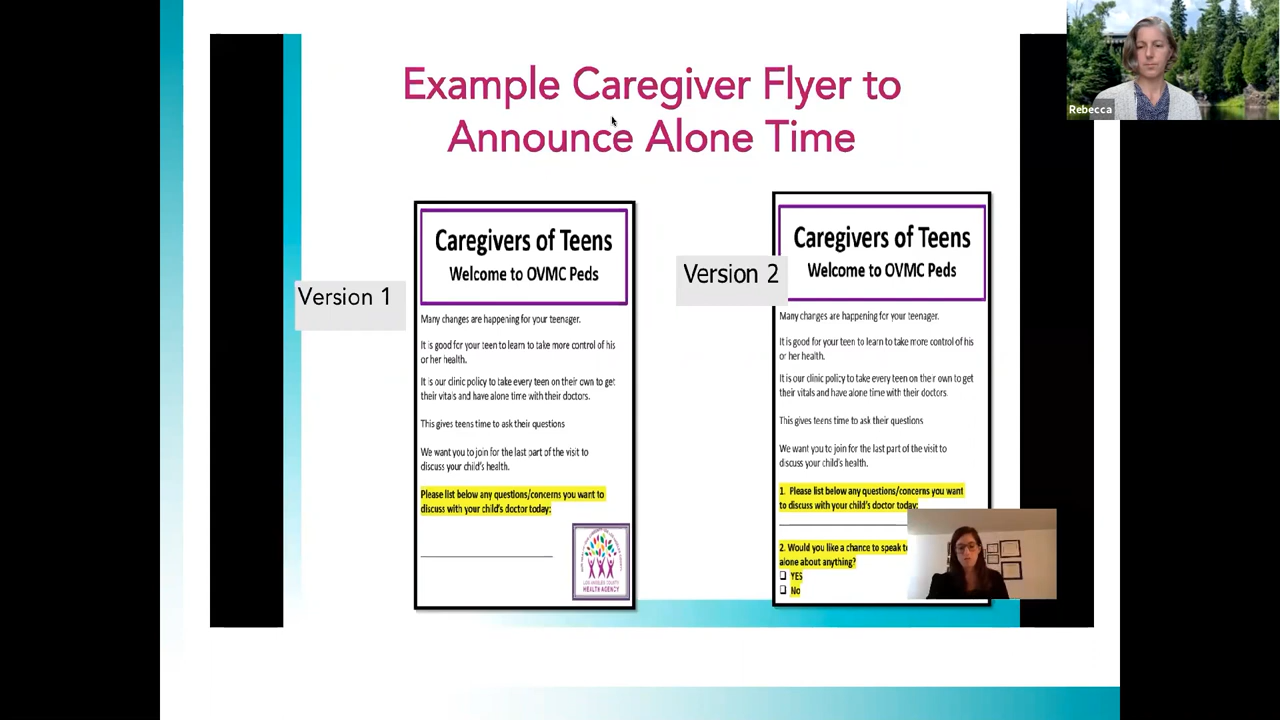 Example Caregiver Flyer to
Announce Alone Time
Rebecca
Version 1
Caregivers of Teens
Welcome to OVMC Peds
Many changes are happening for your teenager.
It is good for your teen to learn to take more control of his
or her health.
It is our clinic policy to take every teen on their own to get
their vitals and have alone time with their doctors.
This gives teens time to ask their questions
We want you to join for the last part of the visit to
discuss your child's health.
Please list below any questions/concerns you want to
discuss with your child's doctor today:
LOS ANGELES COUNTY
HEALTH AGENCY
Version 2
Caregivers of Teens
Welcome to OVMC Peds
Many changes are happening for your teenager.
It is good for your teen to learn to take more control of his
or her health.
It is our clinic policy to take every teen on the r own to get
their vitals and have alone time with their doctors
This gives teens time to ask their questions
We want you to join for the last part of the visit to
discuss your child's health.
1. Please list below any questions/concerns you want
to discuss with your child's doctor today:
2. Would you like a chance to speak to
alone about anything?
YES
No